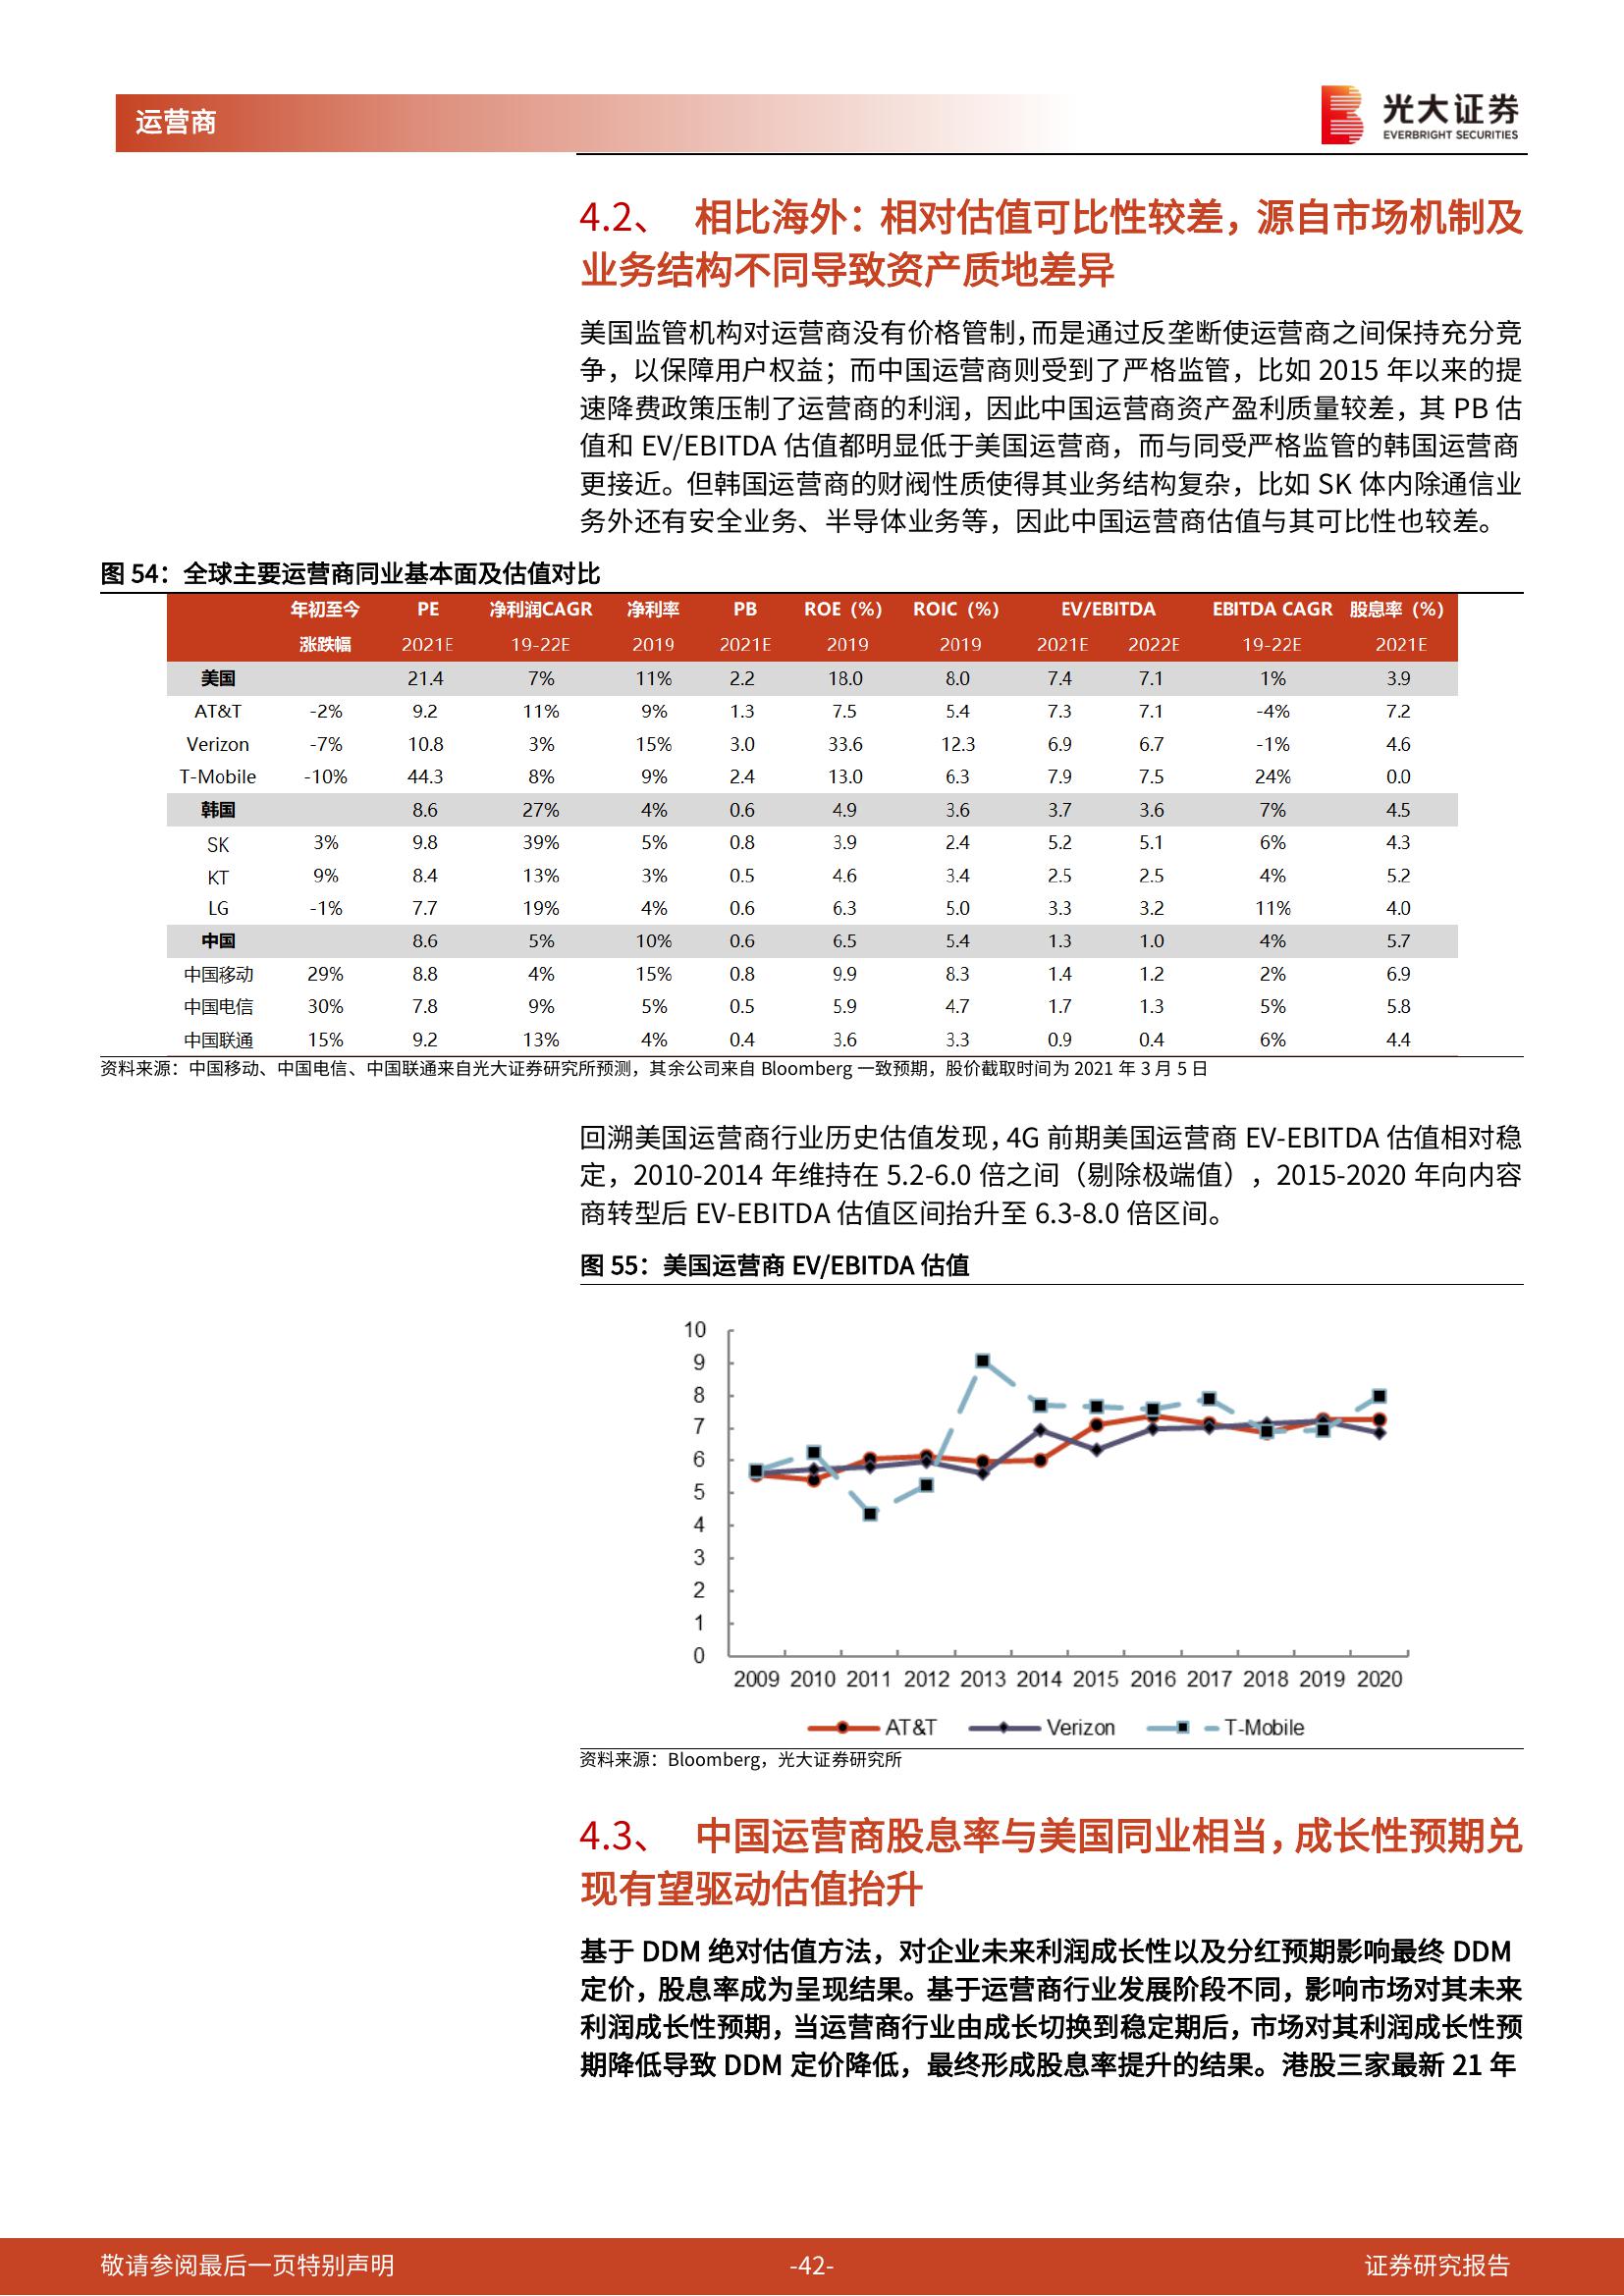 运营商
光大证券
EVERBRIGHT SECURITIES
4.2、 相比海外：相对估值可比性较差，源自市场机制及
业务结构不同导致资产质地差异
美国监管机构对运营商没有价格管制，而是通过反垄断使运营商之间保持充分竞
争，以保障用户权益；而中国运营商则受到了严格监管，比如 2015 年以来的提
速降费政策压制了运营商的利润，因此中国运营商资产盈利质量较差，其 PB 估
值和 EV/EBITDA 估值都明显低于美国运营商，而与同受严格监管的韩国运营商
更接近。但韩国运营商的财阀性质使得其业务结构复杂，比如 SK 体内除通信业
务外还有安全业务、半导体业务等，因此中国运营商估值与其可比性也较差。
图 54：全球主要运营商同业基本面及估值对比
年初至今 PE 净利润CAGR 净利率 PB ROE（%） ROIC（%） EV/EBITDA EBITDA CAGR 股息率（%）
涨跌幅 2021E 19-22E 2019 2021E 2019 2019 2021E 2022E 19-22E 2021E
美国 21.4 7% 11% 2.2 18.0 8.0 7.4 7.1 1% 3.9
AT&T -2% 9.2 11% 9% 1.3 7.5 5.4 7.3 7.1 -4% 7.2
Verizon -7% 10.8 3% 15% 3.0 33.6 12.3 6.9 6.7 -1% 4.6
T-Mobile -10% 44.3 8% 9% 2.4 13.0 6.3 7.9 7.5 24% 0.0
韩国 8.6 27% 4% 0.6 4.9 3.6 3.7 3.6 7% 4.5
SK 3% 9.8 39% 5% 0.8 3.9 2.4 5.2 5.1 6% 4.3
KT 9% 8.4 13% 3% 0.5 4.6 3.4 2.5 2.5 4% 5.2
LG -1% 7.7 19% 4% 0.6 6.3 5.0 3.3 3.2 11% 4.0
中国 8.6 5% 10% 0.6 6.5 5.4 1.3 1.0 4% 5.7
中国移动 29% 8.8 4% 15% 0.8 9.9 8.3 1.4 1.2 2% 6.9
中国电信 30% 7.8 9% 5% 0.5 5.9 4.7 1.7 1.3 5% 5.8
中国联通 15% 9.2 13% 4% 0.4 3.6 3.3 0.9 0.4 6% 4.4
资料来源：中国移动、中国电信、中国联通来自光大证券研究所预测，其余公司来自 Bloomberg 一致预期，股价截取时间为 2021 年 3 月 5 日
回溯美国运营商行业历史估值发现，4G 前期美国运营商 EV-EBITDA 估值相对稳
定，2010-2014 年维持在 5.2-6.0 倍之间（剔除极端值），2015-2020 年向内容
商转型后 EV-EBITDA 估值区间抬升至 6.3-8.0 倍区间。
图 55：美国运营商 EV/EBITDA 估值
10
9
8
7
6
5
4
3
2
1
0
2009 2010 2011 2012 2013 2014 2015 2016 2017 2018 2019 2020
AT&T Verizon T-Mobile
资料来源：Bloomberg，光大证券研究所
4.3、 中国运营商股息率与美国同业相当，成长性预期兑
现有望驱动估值抬升
基于 DDM 绝对估值方法，对企业未来利润成长性以及分红预期影响最终 DDM
定价，股息率成为呈现结果。基于运营商行业发展阶段不同，影响市场对其未来
利润成长性预期，当运营商行业由成长切换到稳定期后，市场对其利润成长性预
期降低导致 DDM 定价降低，最终形成股息率提升的结果。港股三家最新 21 年
敬请参阅最后一页特别声明 -42- 证券研究报告